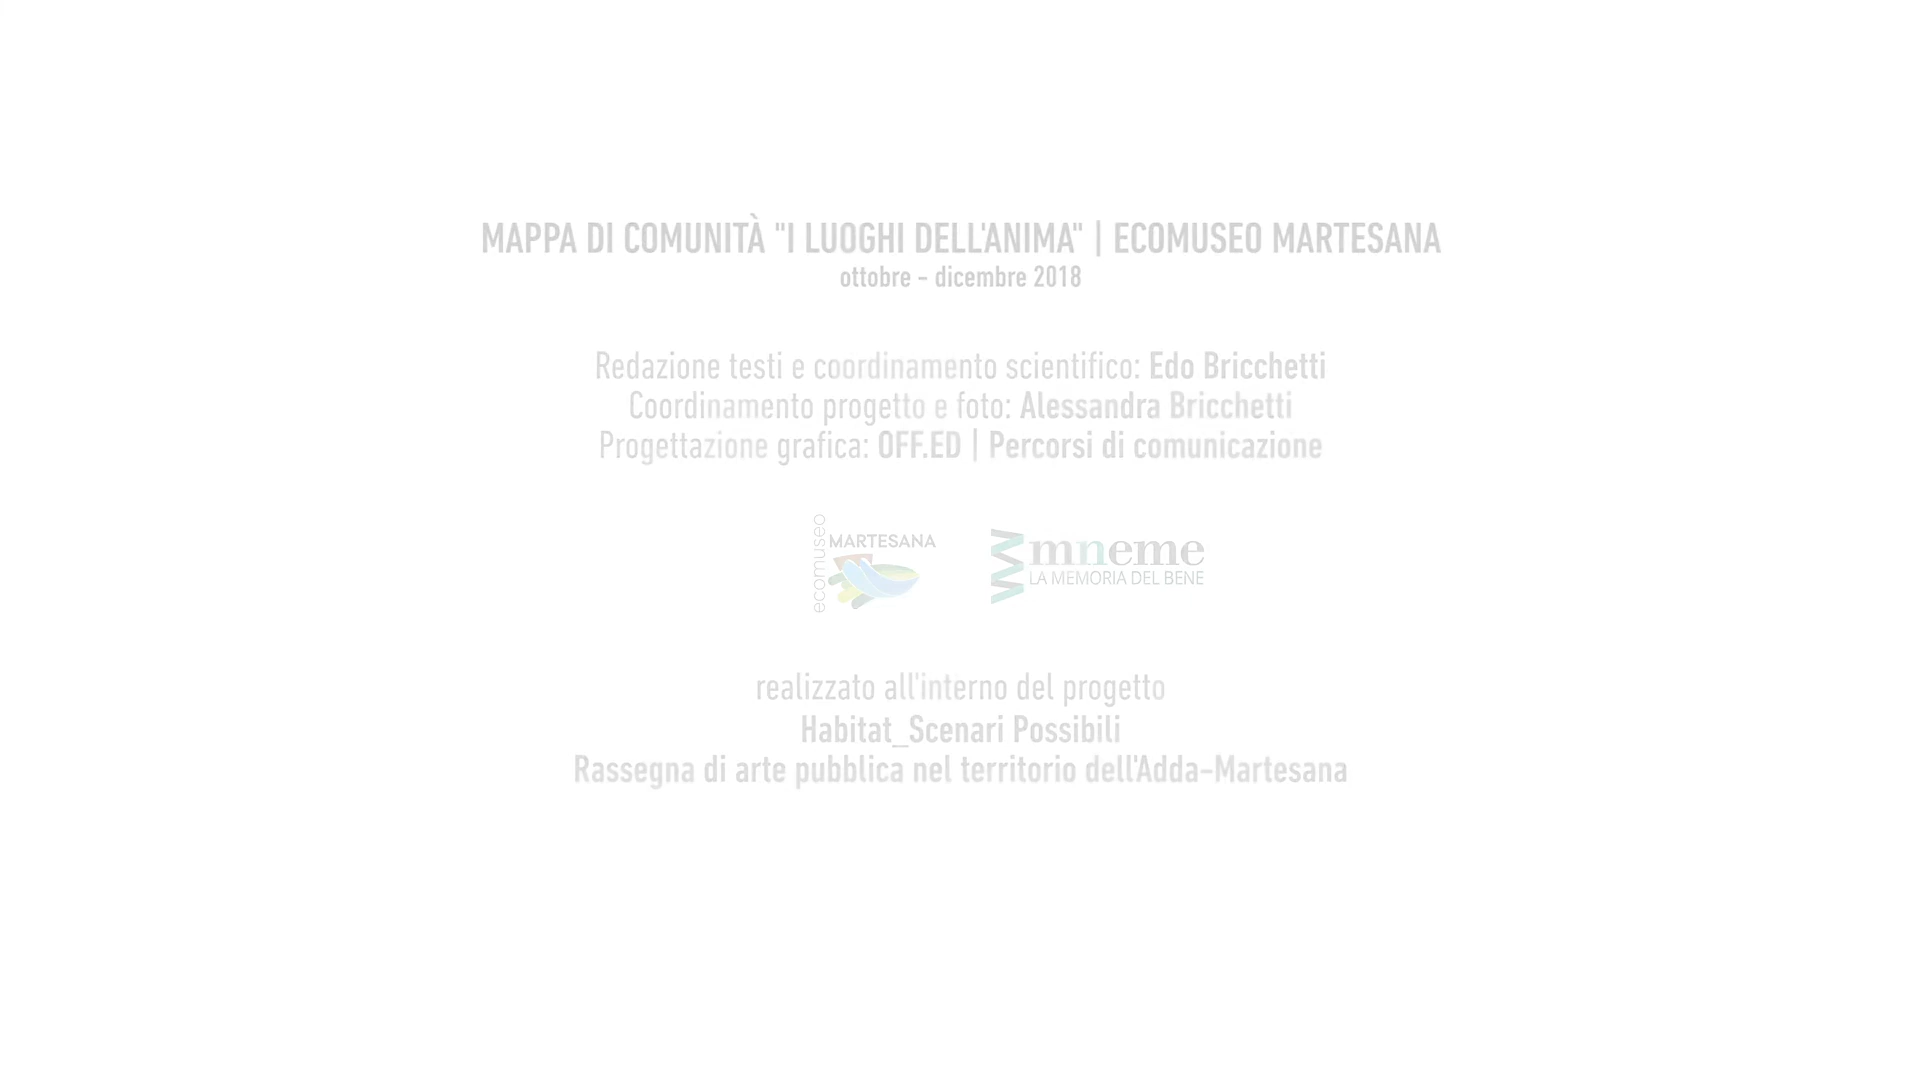 MAPPA DI COMUNITÀ "I LUOGHI DELL'ANIMA" | ECOMUSEO MARTESANA
ottobre - dicembre 2018
Redazione testi e coordinamento scientifico: Edo Bricchetti
Coordinamento progetto e foto: Alessandra Bricchetti
Progettazione grafica: OFF.ED | Percorsi di comunicazione
ecomuseo
MARTESANA
mneme
LA MEMORIA DEL BENE
realizzato all'interno del progetto
Habitat_Scenari Possibili
Rassegna di arte pubblica nel territorio dell'Adda-Martesana